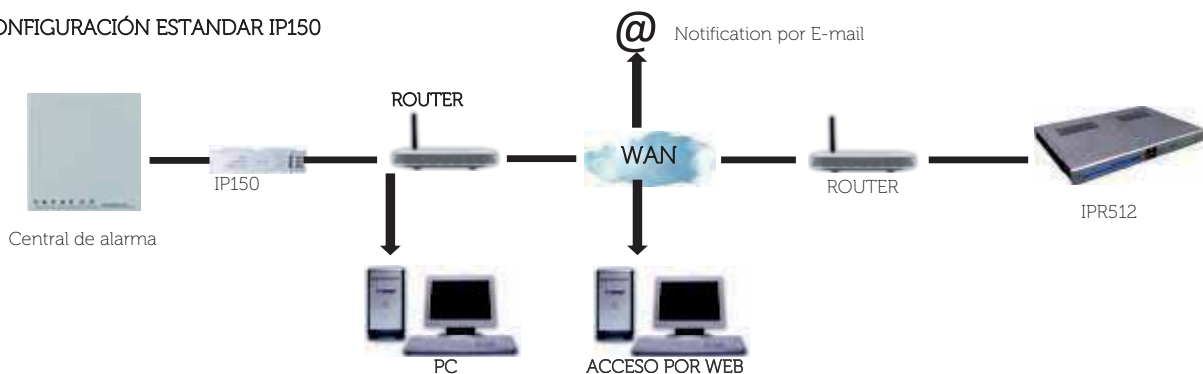 ONFIGURACIÓN ESTANDAR IP150
@ Notification por E-mail
ROUTER
WAN
IP150
ROUTER
IPR512
Central de alarma
PC
ACCESO POR WEB